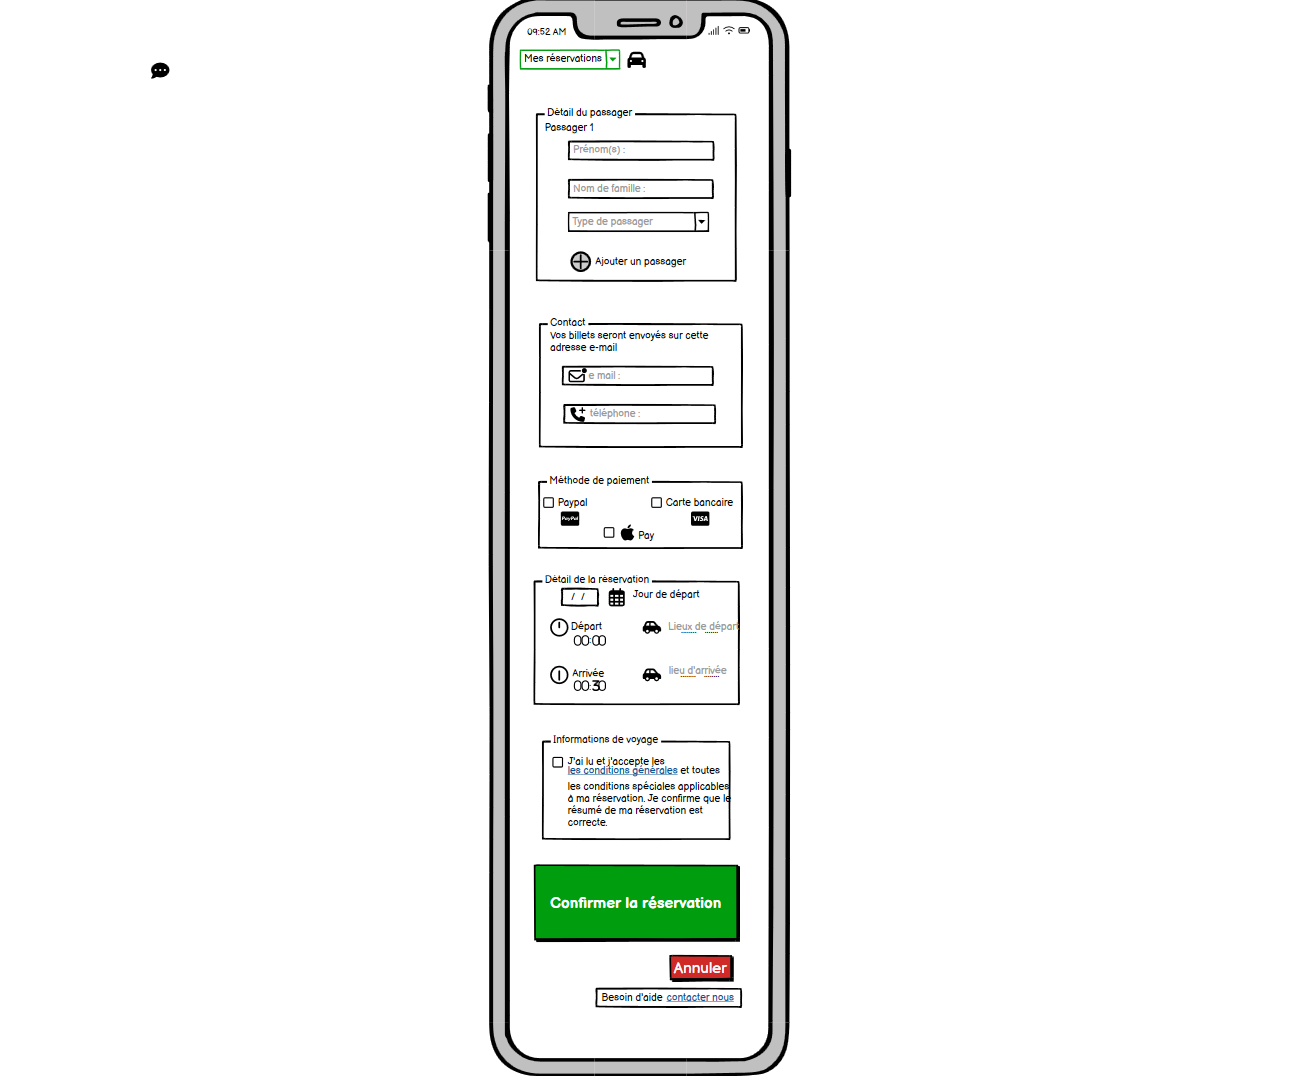 09:52 AM
Mes réservations
Détail du passager
Passager 1
Prénom(s) :
Nom de famille :
Type de passager
Ajouter un passager
Contact
Vos billets seront envoyés sur cette
adresse e-mail
e mail :
téléphone :
Méthode de paiement
Paypal
Carte bancaire
PayPal
VISA
Pay
Détail de la réservation
/ /
Jour de départ
Départ
Lieux de départ
00:00
Arrivée
lieu d'arrivée
00:30
Informations de voyage
J'ai lu et j'accepte les
les conditions générales et toutes
les conditions spéciales applicables
à ma réservation. Je confirme que le
résumé de ma réservation est
correcte.
Confirmer la réservation
Annuler
Besoin d'aide contacter nous